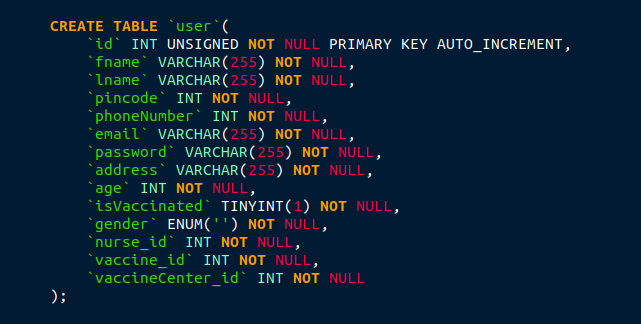 CREATE TABLE `user`(
    `id` INT UNSIGNED NOT NULL PRIMARY KEY AUTO_INCREMENT,
    `fname` VARCHAR(255) NOT NULL,
    `lname` VARCHAR(255) NOT NULL,
    `pincode` INT NOT NULL,
    `phoneNumber` INT NOT NULL,
    `email` VARCHAR(255) NOT NULL,
    `password` VARCHAR(255) NOT NULL,
    `address` VARCHAR(255) NOT NULL,
    `age` INT NOT NULL,
    `isVaccinated` TINYINT(1) NOT NULL,
    `gender` ENUM('') NOT NULL,
    `nurse_id` INT NOT NULL,
    `vaccine_id` INT NOT NULL,
    `vaccineCenter_id` INT NOT NULL
);